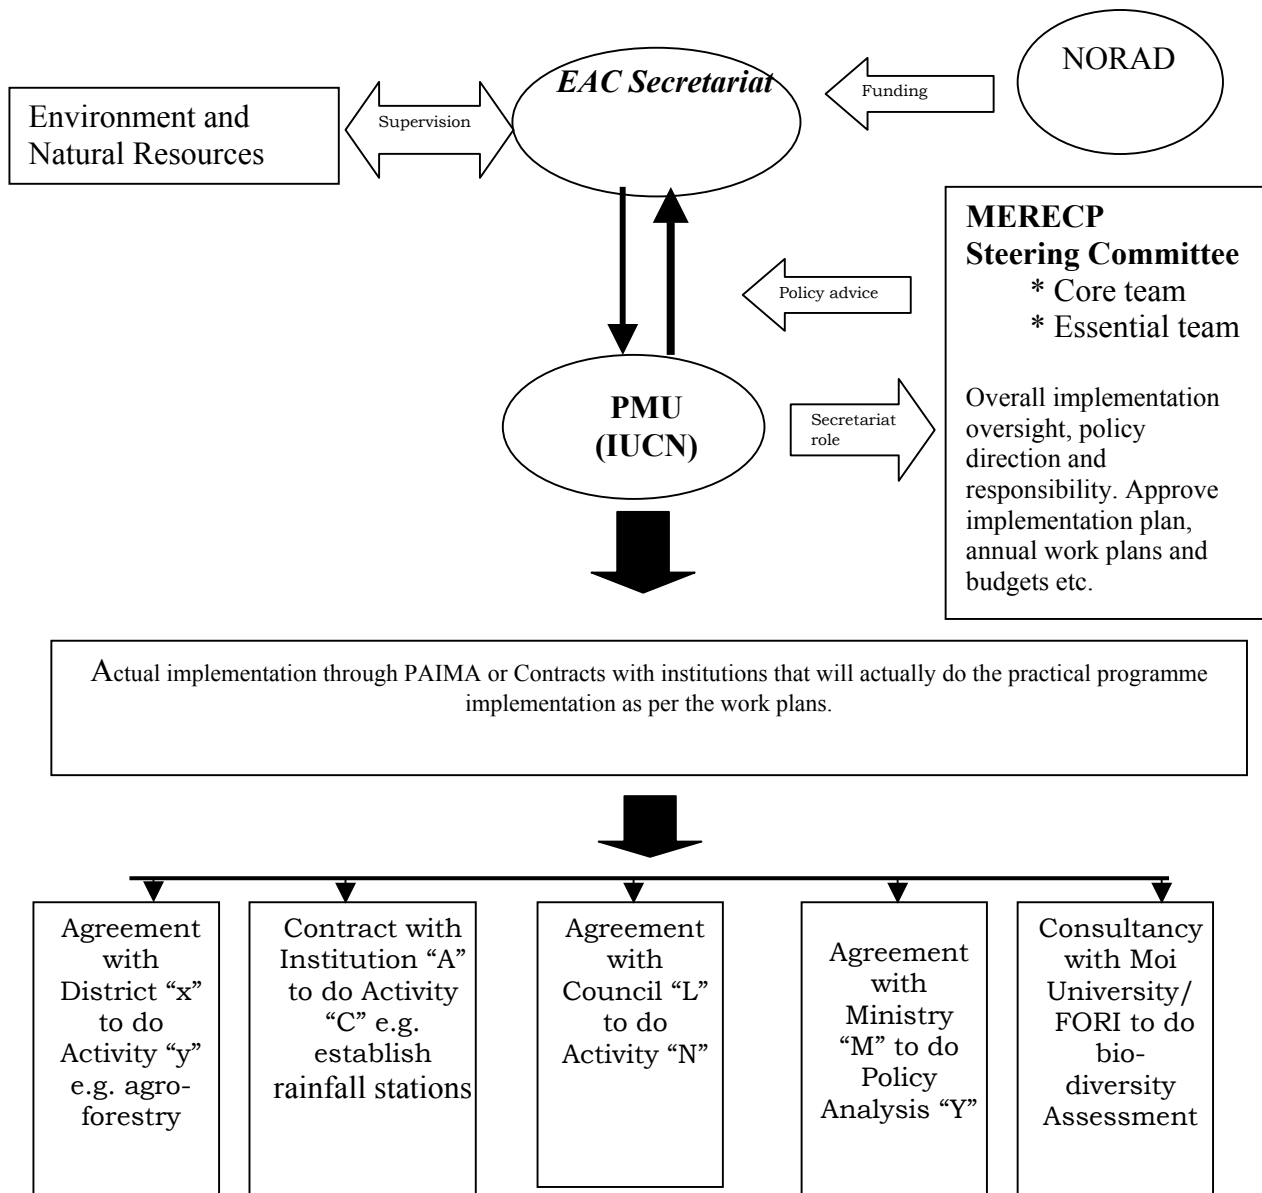 EAC Secretariat
NORAD
Funding
Environment and
Natural Resources
Supervision
MERECP
Steering Committee
* Core team
* Essential team
Policy advice
PMU
(IUCN)
Secretariat
role
Overall implementation
oversight, policy
direction and
responsibility. Approve
implementation plan,
annual work plans and
budgets etc.
Actual implementation through PAIMA or Contracts with institutions that will actually do the practical programme
implementation as per the work plans.
Agreement
with
District “x”
to do
Activity “y”
e.g. agro-
forestry
Contract with
Institution “A”
to do Activity
“C” e.g.
establish
rainfall stations
Agreement
with
Council “L”
to do
Activity “N”
Agreement
with
Ministry
“M” to do
Policy
Analysis “Y”
Consultancy
with Moi
University/
FORI to do
bio-
diversity
Assessment